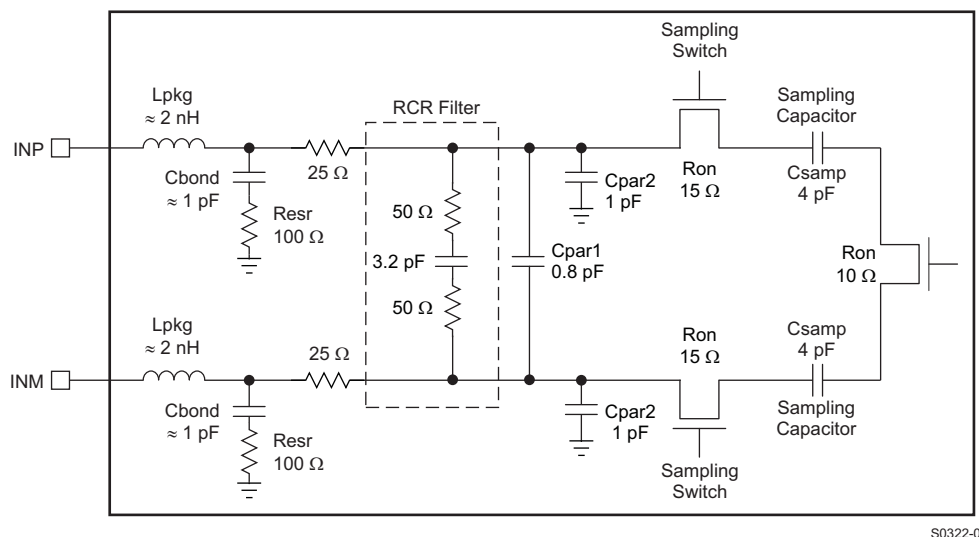 Sampling
Switch
Lpkg
≈ 2 nH
RCR Filter
Sampling
Capacitor
INP
25 Ω
Cbond
≈ 1 pF
Resr
100 Ω
50 Ω
3.2 pF
50 Ω
Cpar1
0.8 pF
Cpar2
1 pF
Ron
15 Ω
Csamp
4 pF
Ron
10 Ω
Lpkg
≈ 2 nH
25 Ω
Ron
15 Ω
Csamp
4 pF
INM
Cbond
≈ 1 pF
Resr
100 Ω
Cpar2
1 pF
Sampling
Capacitor
Sampling
Switch